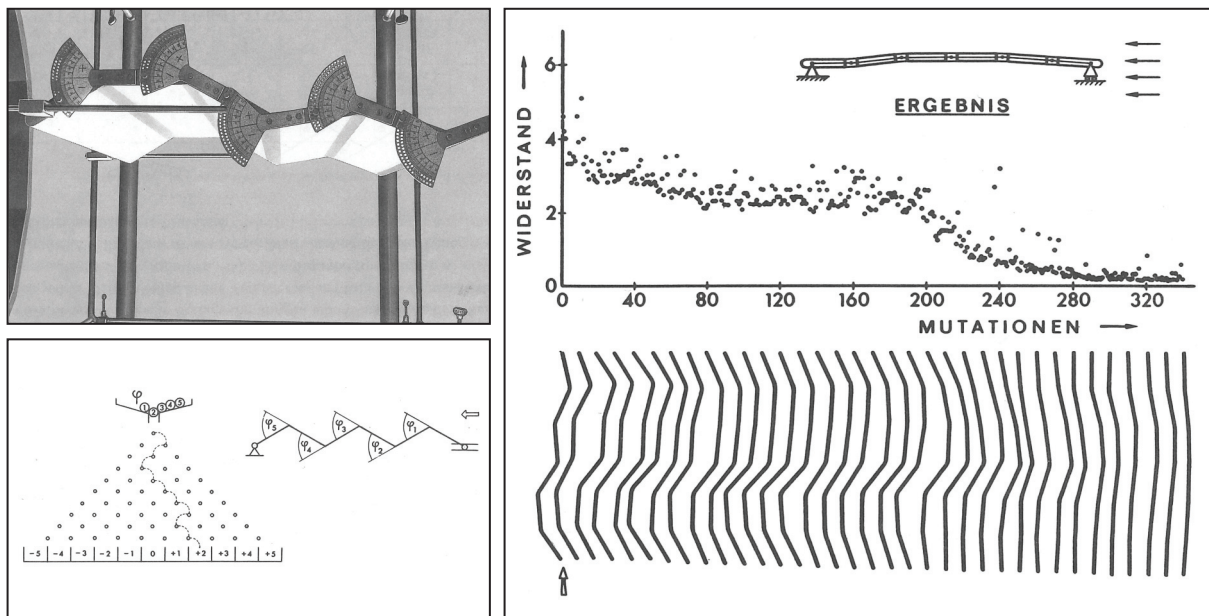 φ
1 2 3 4 5
φ5 φ4 φ3 φ2 φ1
-5 -4 -3 -2 -1 0 +1 +2 +3 +4 +5
WIDERSTAND
6
4
2
0
ERGEBNIS
0 40 80 120 160 200 240 280 320
MUTATIONEN